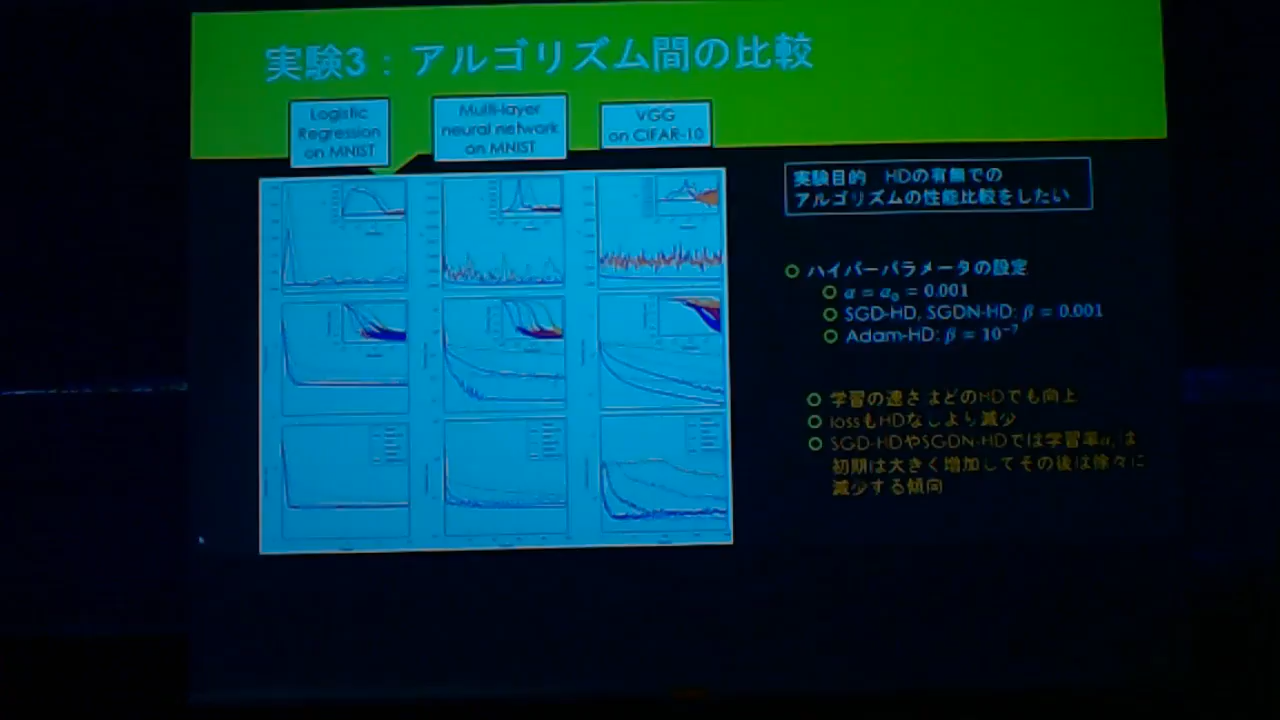 実験3：アルゴリズム間の比較
Logistic
Regression
on MNIST
Multi-layer
neural network
on MNIST
VGG
on CIFAR-10
実験目的　HDの有無での
アルゴリズムの性能比較をしたい
ハイパーパラメータの設定
α = α₀ = 0.001
SGD-HD, SGDN-HD: β = 0.001
Adam-HD: β = 10⁻⁷
学習の速さはどのHDでも向上
lossもHDなしより減少
SGD-HDやSGDN-HDでは学習率αₜは
初期は大きく増加してその後は徐々に
減少する傾向